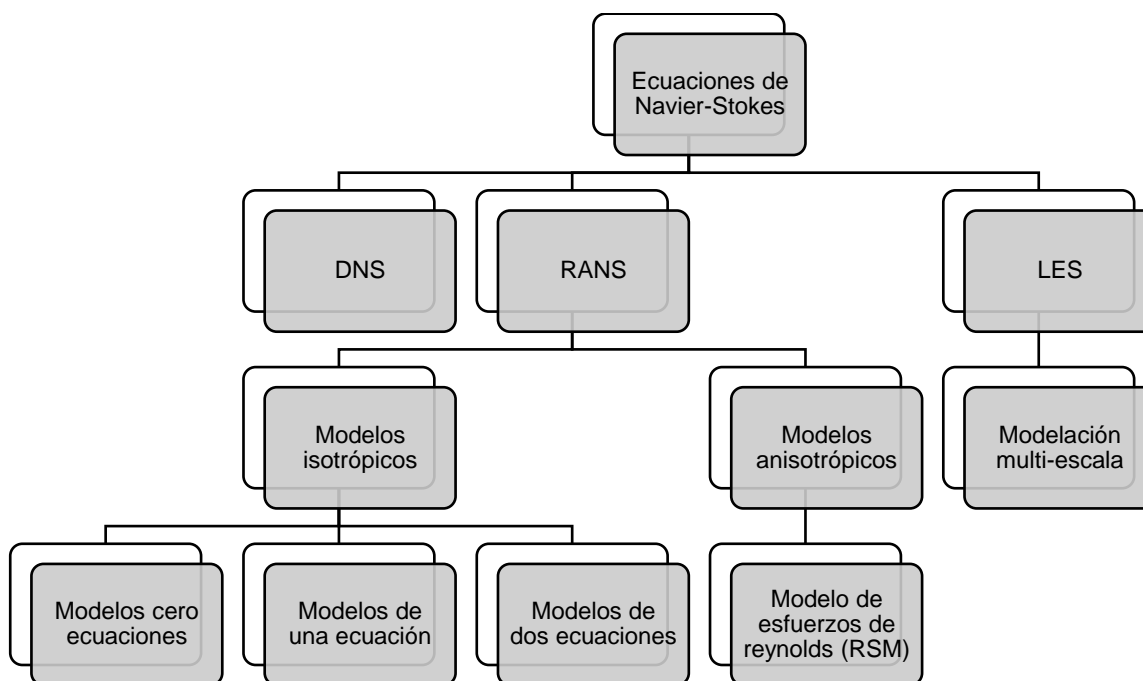 Ecuaciones de
Navier-Stokes
DNS
RANS
LES
Modelos
isotrópicos
Modelos
anisotrópicos
Modelación
multi-escala
Modelos cero
ecuaciones
Modelos de
una ecuación
Modelos de
dos ecuaciones
Modelo de
esfuerzos de
reynolds (RSM)